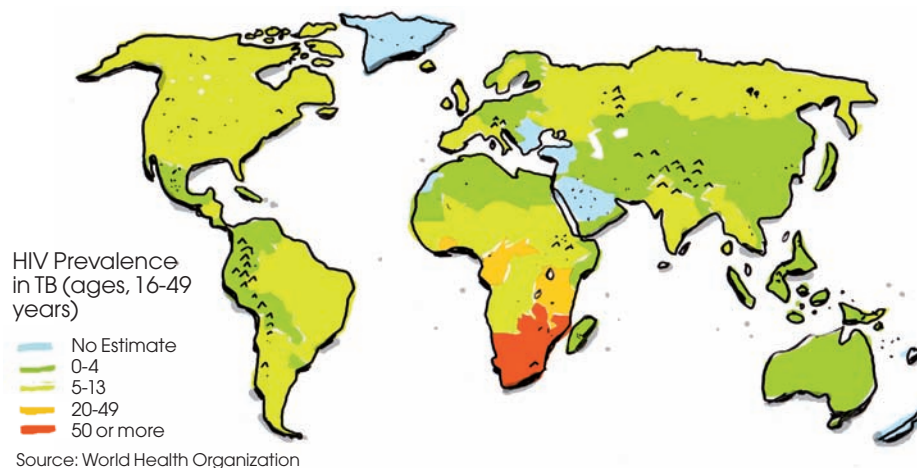 HIV Prevalence
in TB (ages, 16-49
years)
No Estimate
0-4
5-13
20-49
50 or more
Source: World Health Organization